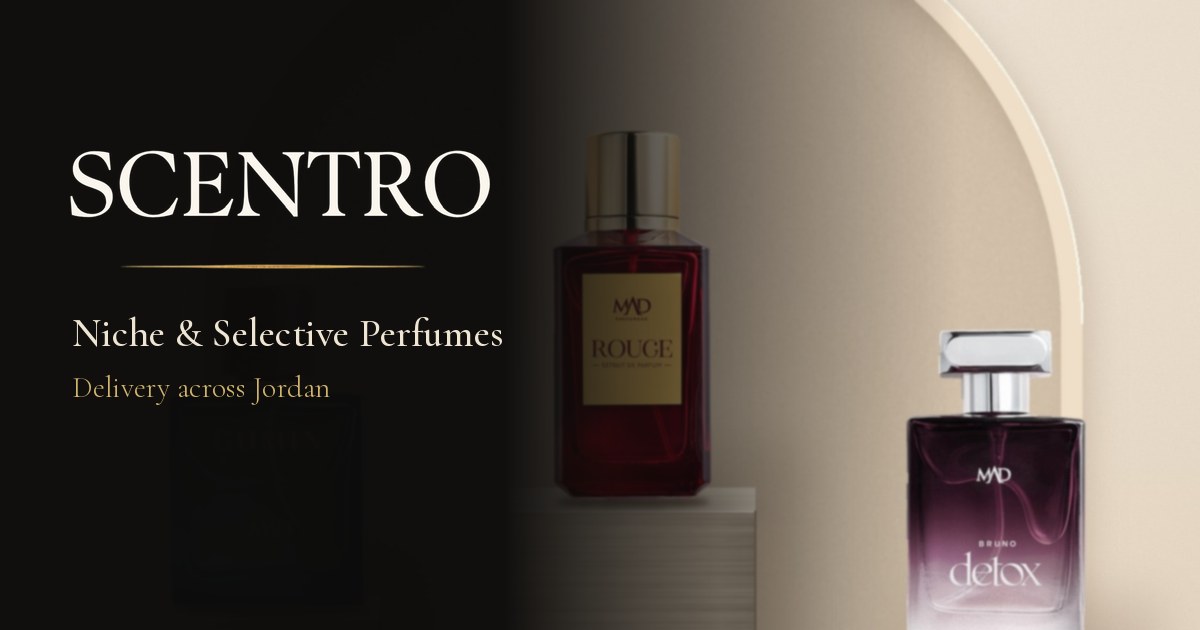 SCENTRO
Niche & Selective Perfumes
Delivery across Jordan
MAD
ROUGE
MAD
BRUNO
detox